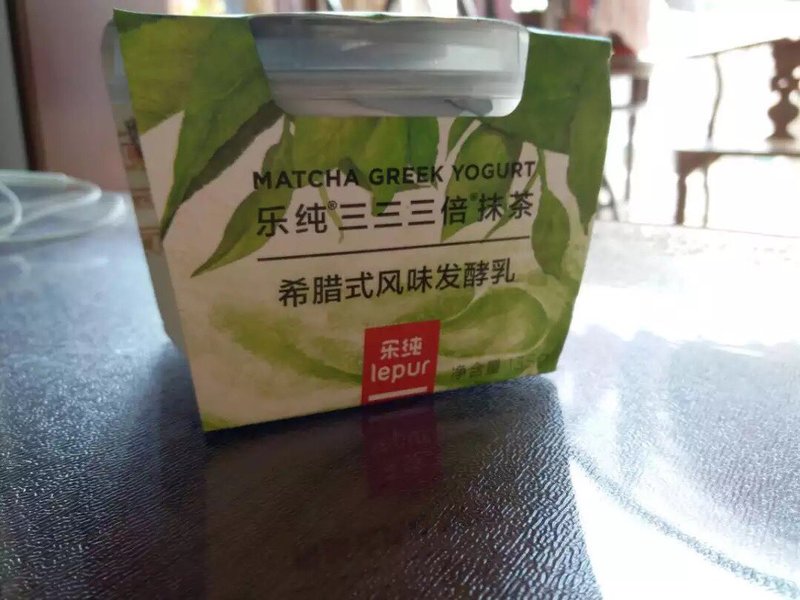 MATCHA GREEK YOGURT
乐纯®三三三倍®抹茶
希腊式风味发酵乳
乐纯
lepur
净含量